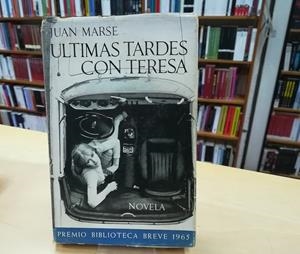 JUAN MARSE
ULTIMAS TARDES
CON TERESA
NOVELA
PREMIO BIBLIOTECA BREVE 1965